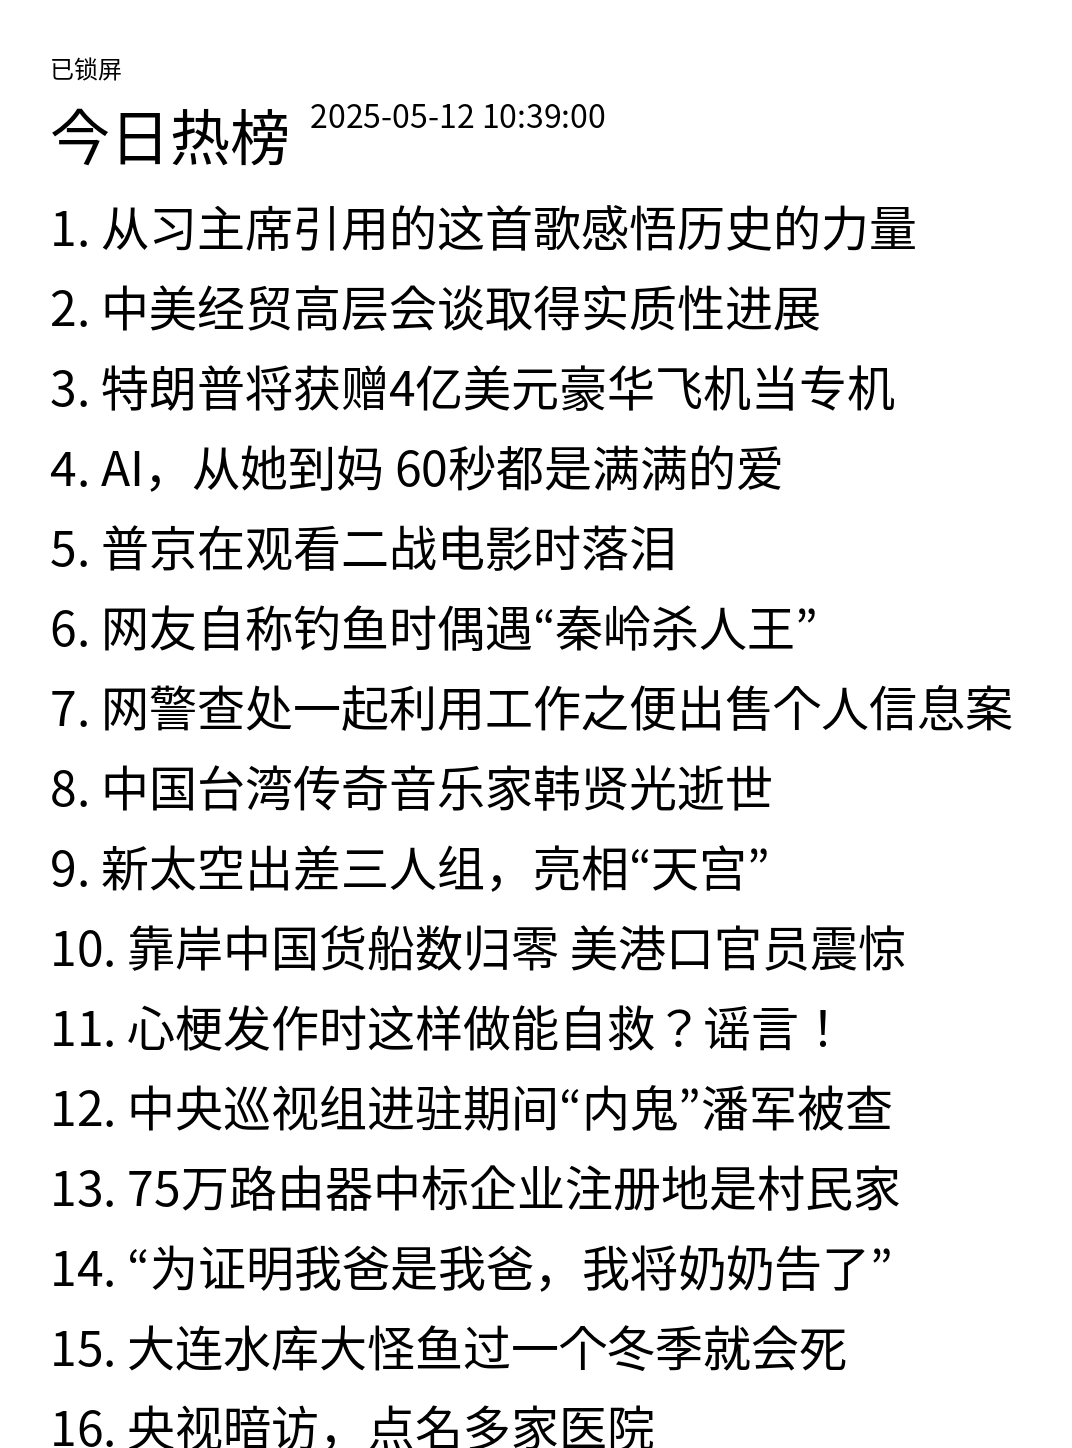 已锁屏
今日热榜 2025-05-12 10:39:00
1. 从习主席引用的这首歌感悟历史的力量
2. 中美经贸高层会谈取得实质性进展
3. 特朗普将获赠4亿美元豪华飞机当专机
4. AI，从她到妈 60秒都是满满的爱
5. 普京在观看二战电影时落泪
6. 网友自称钓鱼时偶遇“秦岭杀人王”
7. 网警查处一起利用工作之便出售个人信息案
8. 中国台湾传奇音乐家韩贤光逝世
9. 新太空出差三人组，亮相“天宫”
10. 靠岸中国货船数归零 美港口官员震惊
11. 心梗发作时这样做能自救？谣言！
12. 中央巡视组进驻期间“内鬼”潘军被查
13. 75万路由器中标企业注册地是村民家
14. “为证明我爸是我爸，我将奶奶告了”
15. 大连水库大怪鱼过一个冬季就会死
16. 央视暗访，点名多家医院